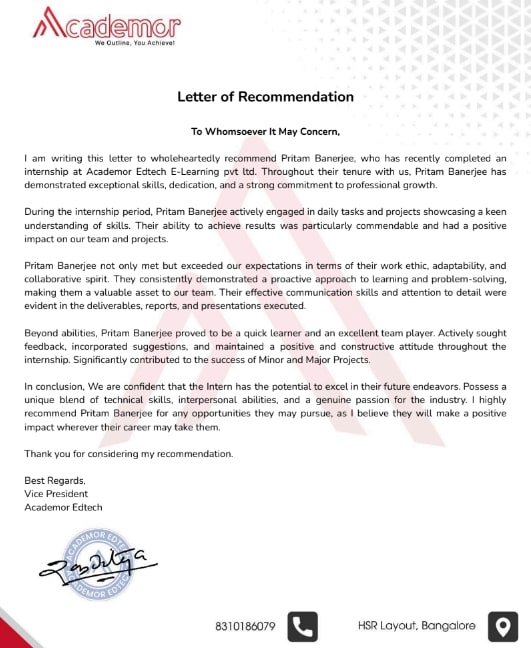 Academor
We Outline, You Achieve!
Letter of Recommendation
To Whomsoever It May Concern,
I am writing this letter to wholeheartedly recommend Pritam Banerjee, who has recently completed an
internship at Academor Edtech E-Learning pvt ltd. Throughout their tenure with us, Pritam Banerjee has
demonstrated exceptional skills, dedication, and a strong commitment to professional growth.
During the internship period, Pritam Banerjee actively engaged in daily tasks and projects showcasing a keen
understanding of skills. Their ability to achieve results was particularly commendable and had a positive
impact on our team and projects.
Pritam Banerjee not only met but exceeded our expectations in terms of their work ethic, adaptability, and
collaborative spirit. They consistently demonstrated a proactive approach to learning and problem-solving,
making them a valuable asset to our team. Their effective communication skills and attention to detail were
evident in the deliverables, reports, and presentations executed.
Beyond abilities, Pritam Banerjee proved to be a quick learner and an excellent team player. Actively sought
feedback, incorporated suggestions, and maintained a positive and constructive attitude throughout the
internship. Significantly contributed to the success of Minor and Major Projects.
In conclusion, We are confident that the Intern has the potential to excel in their future endeavors. Possess a
unique blend of technical skills, interpersonal abilities, and a genuine passion for the industry. I highly
recommend Pritam Banerjee for any opportunities they may pursue, as I believe they will make a positive
impact wherever their career may take them.
Thank you for considering my recommendation.
Best Regards,
Vice President
Academor Edtech
ACADEMOR EDTECH
ACADEMOR EDTECH
8310186079
HSR Layout, Bangalore